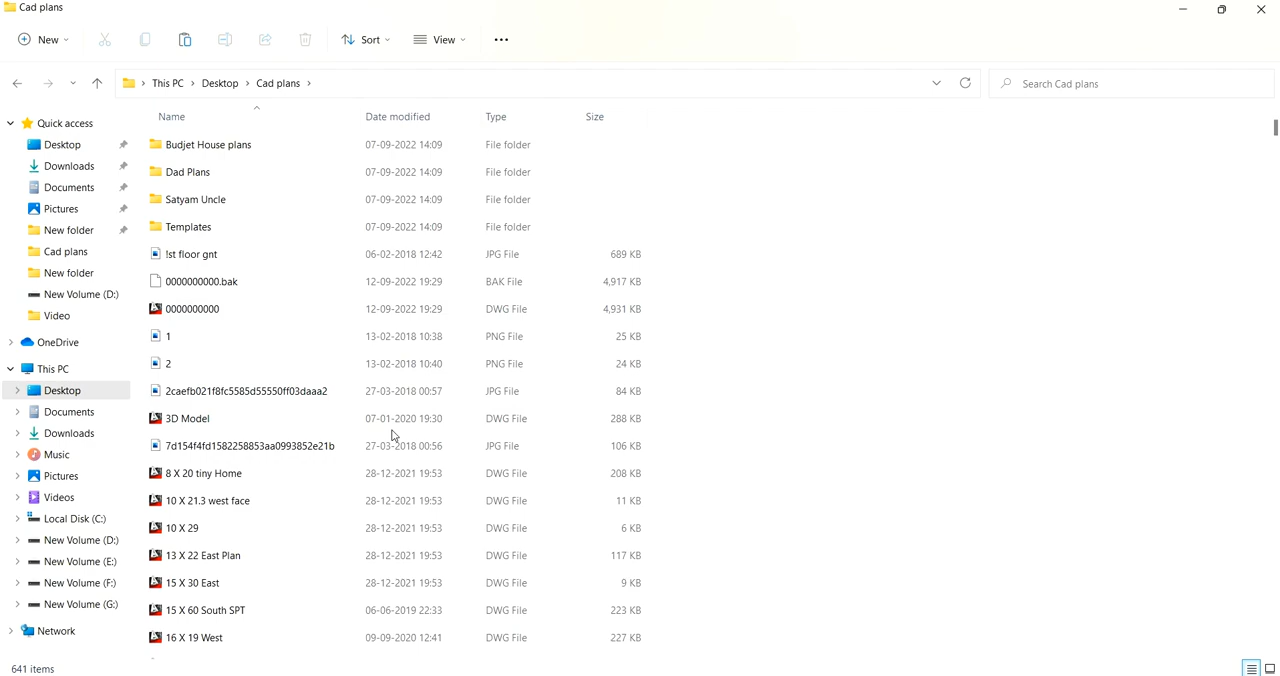 Cad plans
New
Sort
View
This PC > Desktop > Cad plans >
Search Cad plans
Quick access
Desktop
Downloads
Documents
Pictures
New folder
Cad plans
New folder
New Volume (D:)
Video
OneDrive
This PC
Desktop
Documents
Downloads
Music
Pictures
Videos
Local Disk (C:)
New Volume (D:)
New Volume (E:)
New Volume (F:)
New Volume (G:)
Network
Name Date modified Type Size
Budjet House plans 07-09-2022 14:09 File folder
Dad Plans 07-09-2022 14:09 File folder
Satyam Uncle 07-09-2022 14:09 File folder
Templates 07-09-2022 14:09 File folder
!st floor gnt 06-02-2018 12:42 JPG File 689 KB
0000000000.bak 12-09-2022 19:29 BAK File 4,917 KB
0000000000 12-09-2022 19:29 DWG File 4,931 KB
1 13-02-2018 10:38 PNG File 25 KB
2 13-02-2018 10:40 PNG File 24 KB
2caefb021f8fc5585d55550ff03daaa2 27-03-2018 00:57 JPG File 84 KB
3D Model 07-01-2020 19:30 DWG File 288 KB
7d154f4fd1582258853aa0993852e21b 27-03-2018 00:56 JPG File 106 KB
8 X 20 tiny Home 28-12-2021 19:53 DWG File 208 KB
10 X 21.3 west face 28-12-2021 19:53 DWG File 11 KB
10 X 29 28-12-2021 19:53 DWG File 6 KB
13 X 22 East Plan 28-12-2021 19:53 DWG File 117 KB
15 X 30 East 28-12-2021 19:53 DWG File 9 KB
15 X 60 South SPT 06-06-2019 22:33 DWG File 223 KB
16 X 19 West 09-09-2020 12:41 DWG File 227 KB
641 items